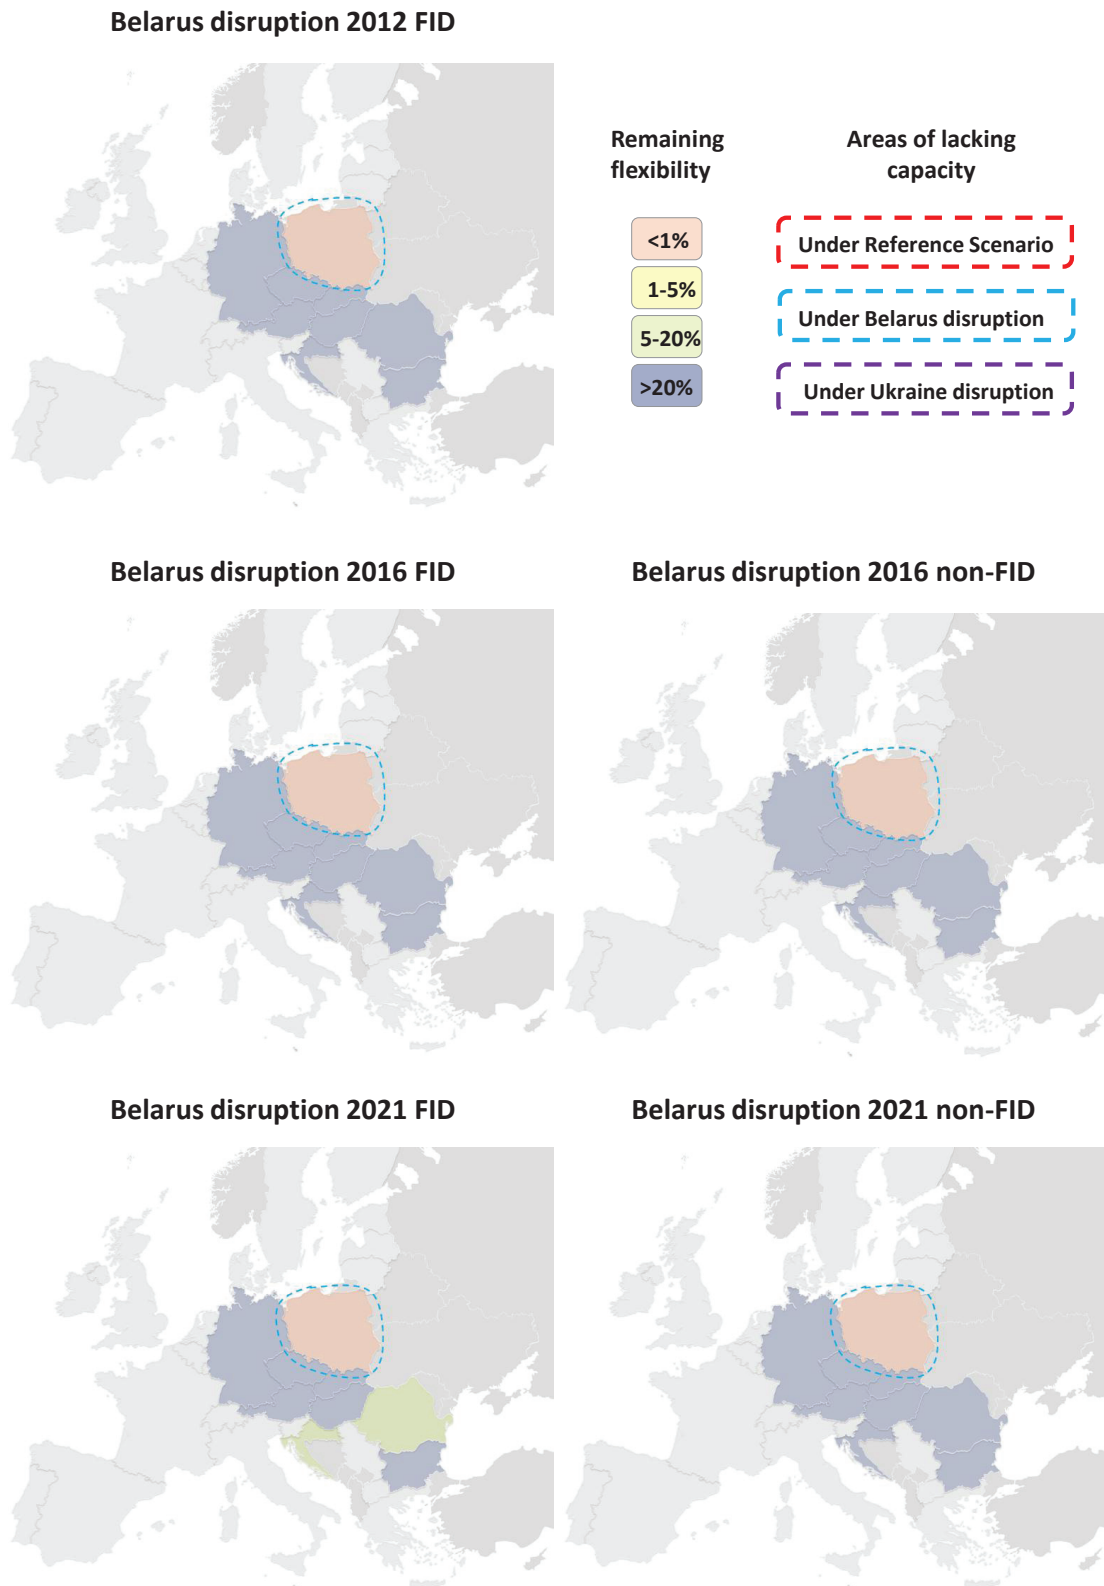 Belarus disruption 2012 FID
Remaining
flexibility
Areas of lacking
capacity
<1%
1-5%
5-20%
>20%
Under Reference Scenario
Under Belarus disruption
Under Ukraine disruption
Belarus disruption 2016 FID
Belarus disruption 2016 non-FID
Belarus disruption 2021 FID
Belarus disruption 2021 non-FID